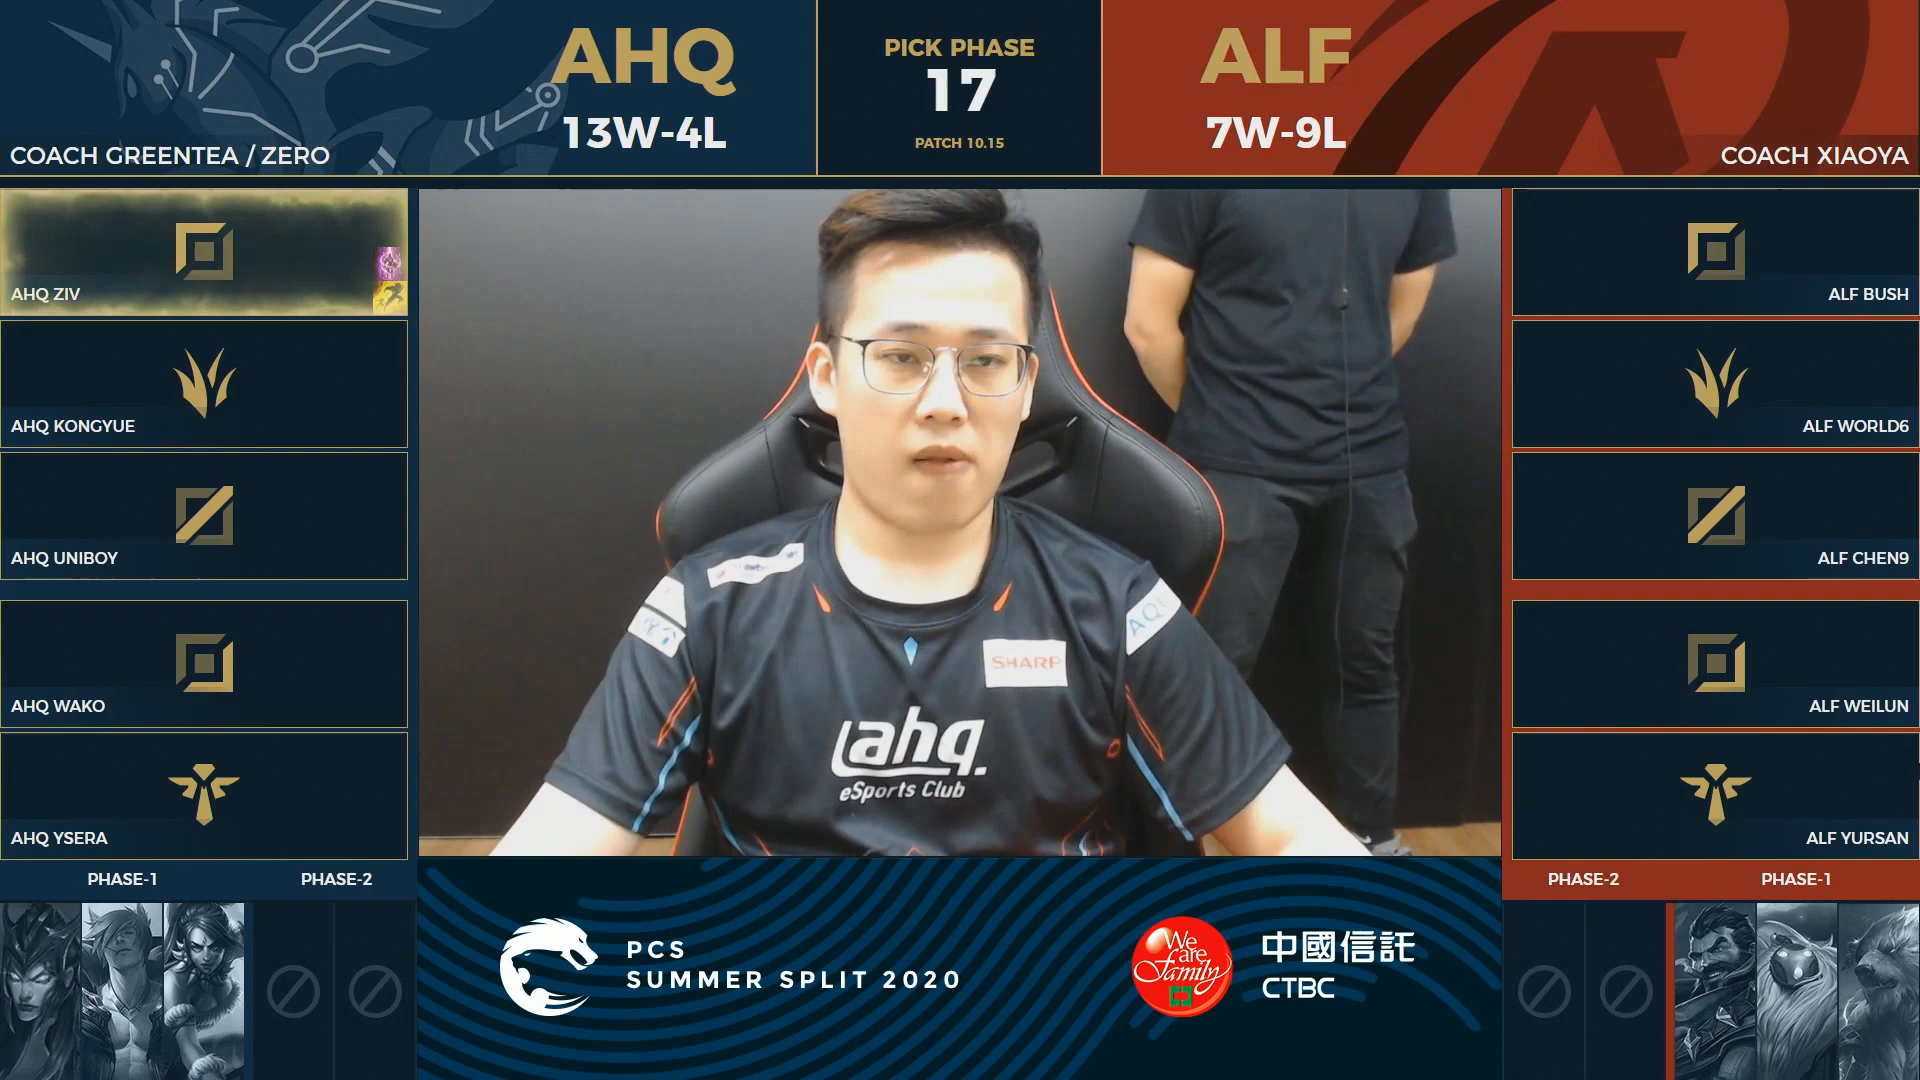 AHQ
13W-4L
COACH GREENTEA / ZERO
PICK PHASE
17
PATCH 10.15
ALF
7W-9L
COACH XIAOYA
AHQ ZIV
AHQ KONGYUE
AHQ UNIBOY
AHQ WAKO
AHQ YSERA
PHASE-1
PHASE-2
SHARP
ahq
eSports Club
ALF BUSH
ALF WORLD6
ALF CHEN9
ALF WEILUN
ALF YURSAN
PHASE-2
PHASE-1
PCS
SUMMER SPLIT 2020
We
are
Family
中國信託
CTBC